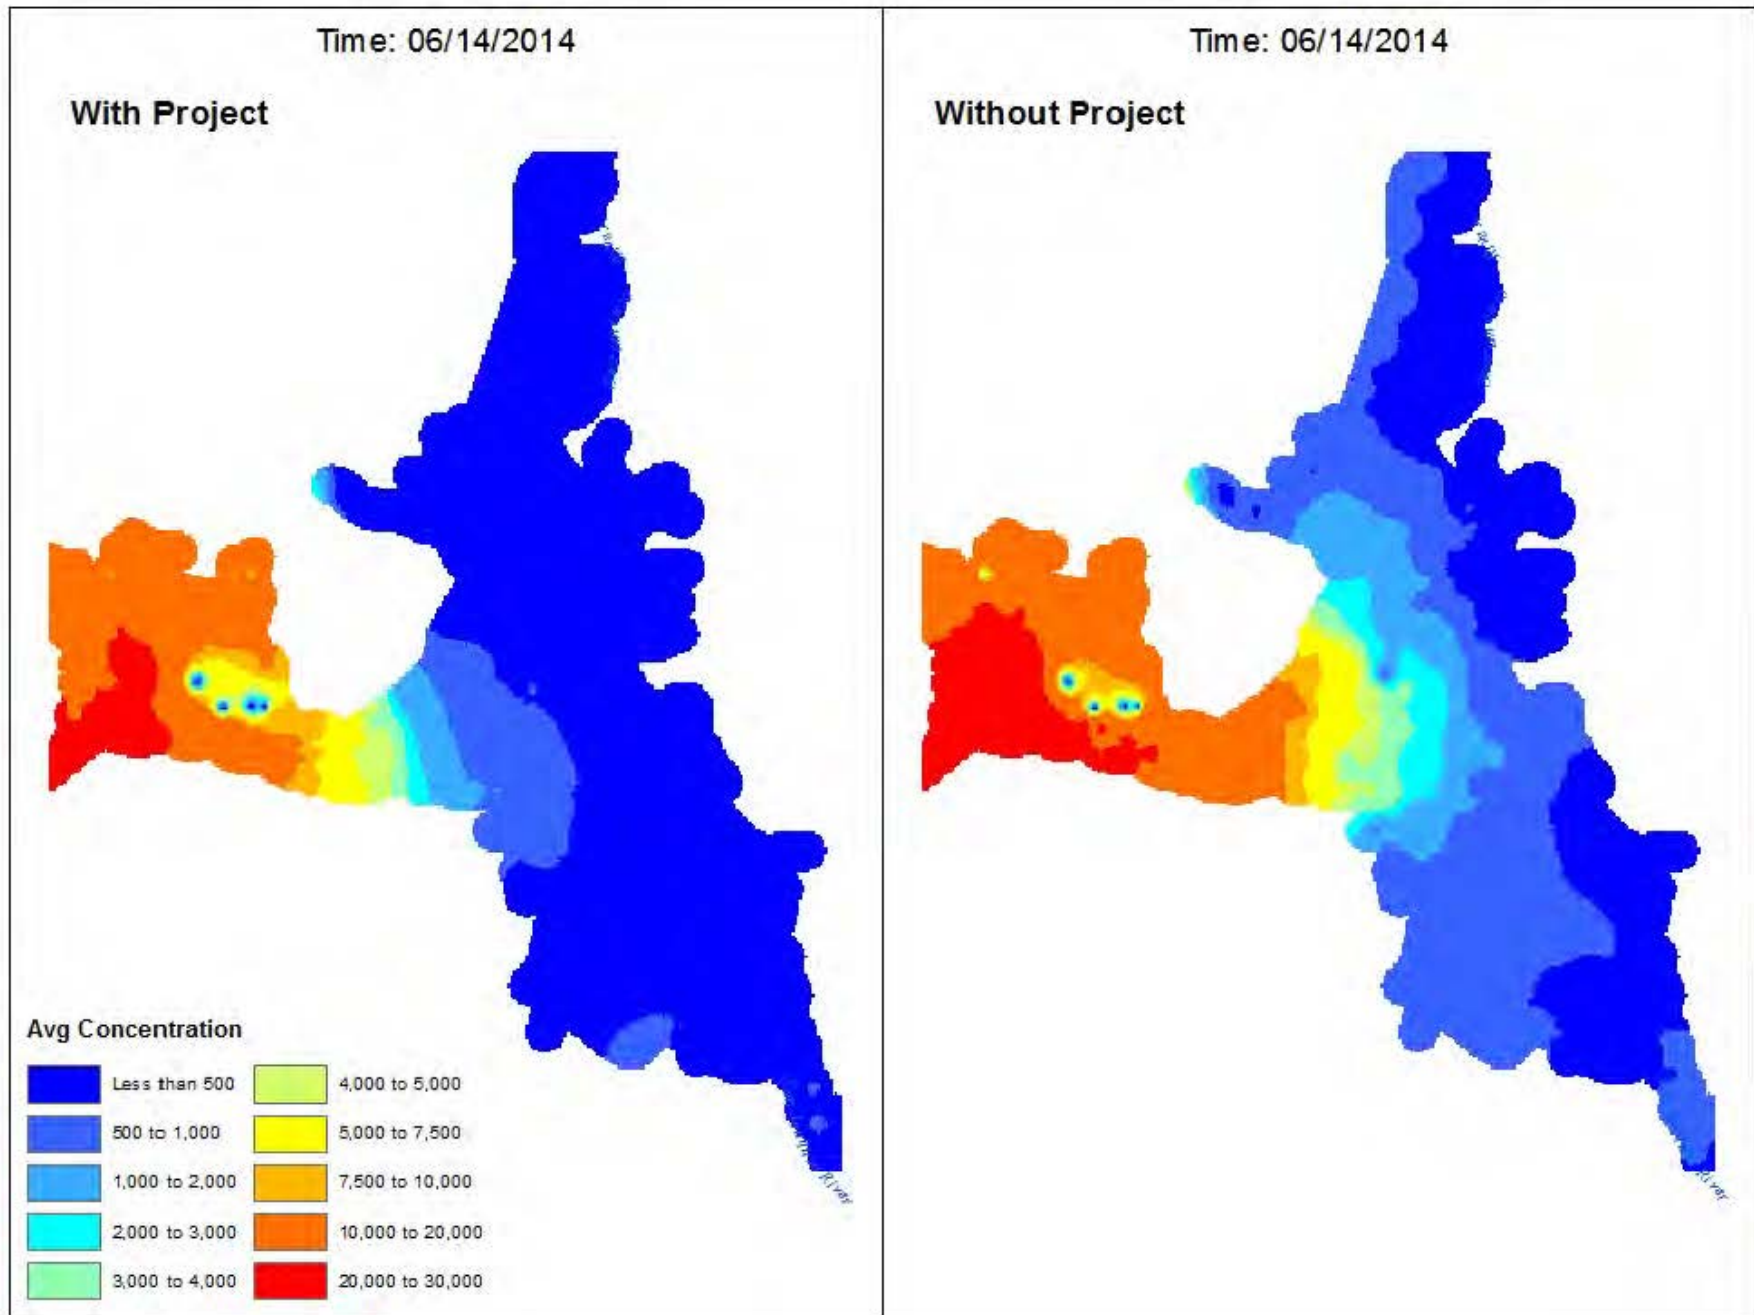 Time: 06/14/2014
With Project
Time: 06/14/2014
Without Project
Avg Concentration
Less than 500
500 to 1,000
1,000 to 2,000
2,000 to 3,000
3,000 to 4,000
4,000 to 5,000
5,000 to 7,500
7,500 to 10,000
10,000 to 20,000
20,000 to 30,000
River
River